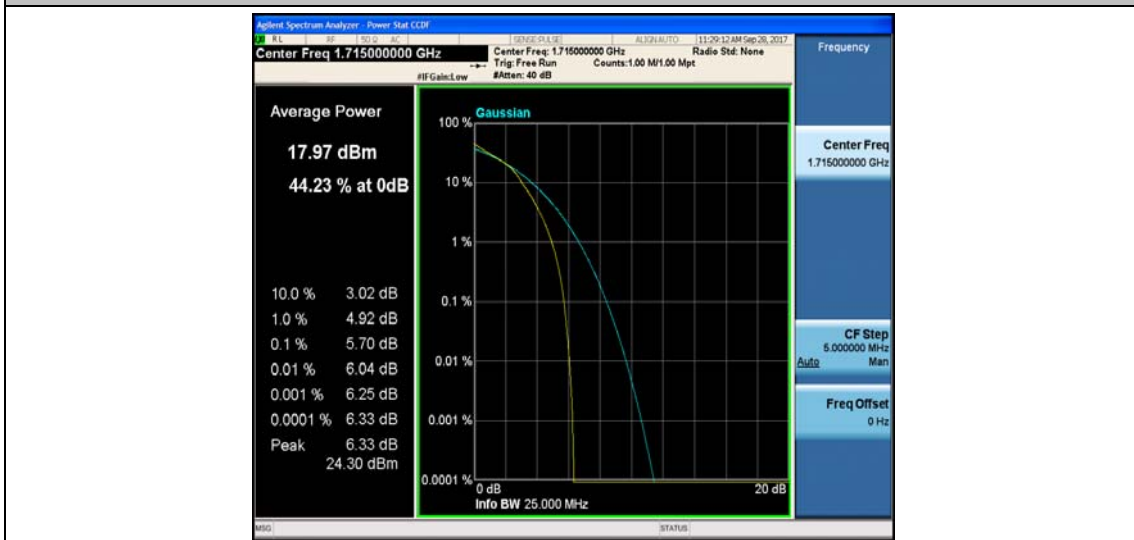 Agilent Spectrum Analyzer - Power Stat CCDF
RL RF 50 Ω AC SENSE:PULSE ALIGN AUTO 11:29:12 AM Sep 28, 2017
Center Freq 1.715000000 GHz
Center Freq: 1.715000000 GHz Radio Std: None
Trig: Free Run Counts:1.00 M/1.00 Mpt
#IFGain:Low #Atten: 40 dB
Frequency
Average Power
17.97 dBm
44.23 % at 0dB
10.0 % 3.02 dB
1.0 % 4.92 dB
0.1 % 5.70 dB
0.01 % 6.04 dB
0.001 % 6.25 dB
0.0001 % 6.33 dB
Peak 6.33 dB
24.30 dBm
Gaussian
100 %
10 %
1 %
0.1 %
0.01 %
0.001 %
0.0001 %
0 dB 20 dB
Info BW 25.000 MHz
Center Freq
1.715000000 GHz
CF Step
5.000000 MHz
Auto Man
Freq Offset
0 Hz
MSG STATUS